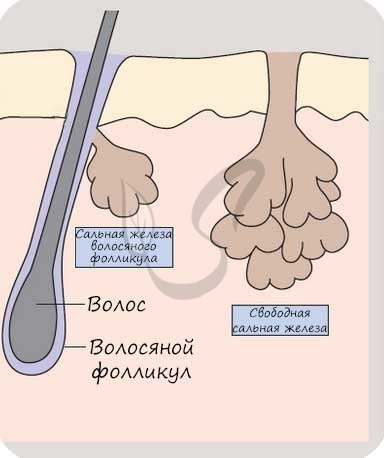 Сальная железа
волосяного
фолликула
Волос
Волосяной
фолликул
Свободная
сальная железа